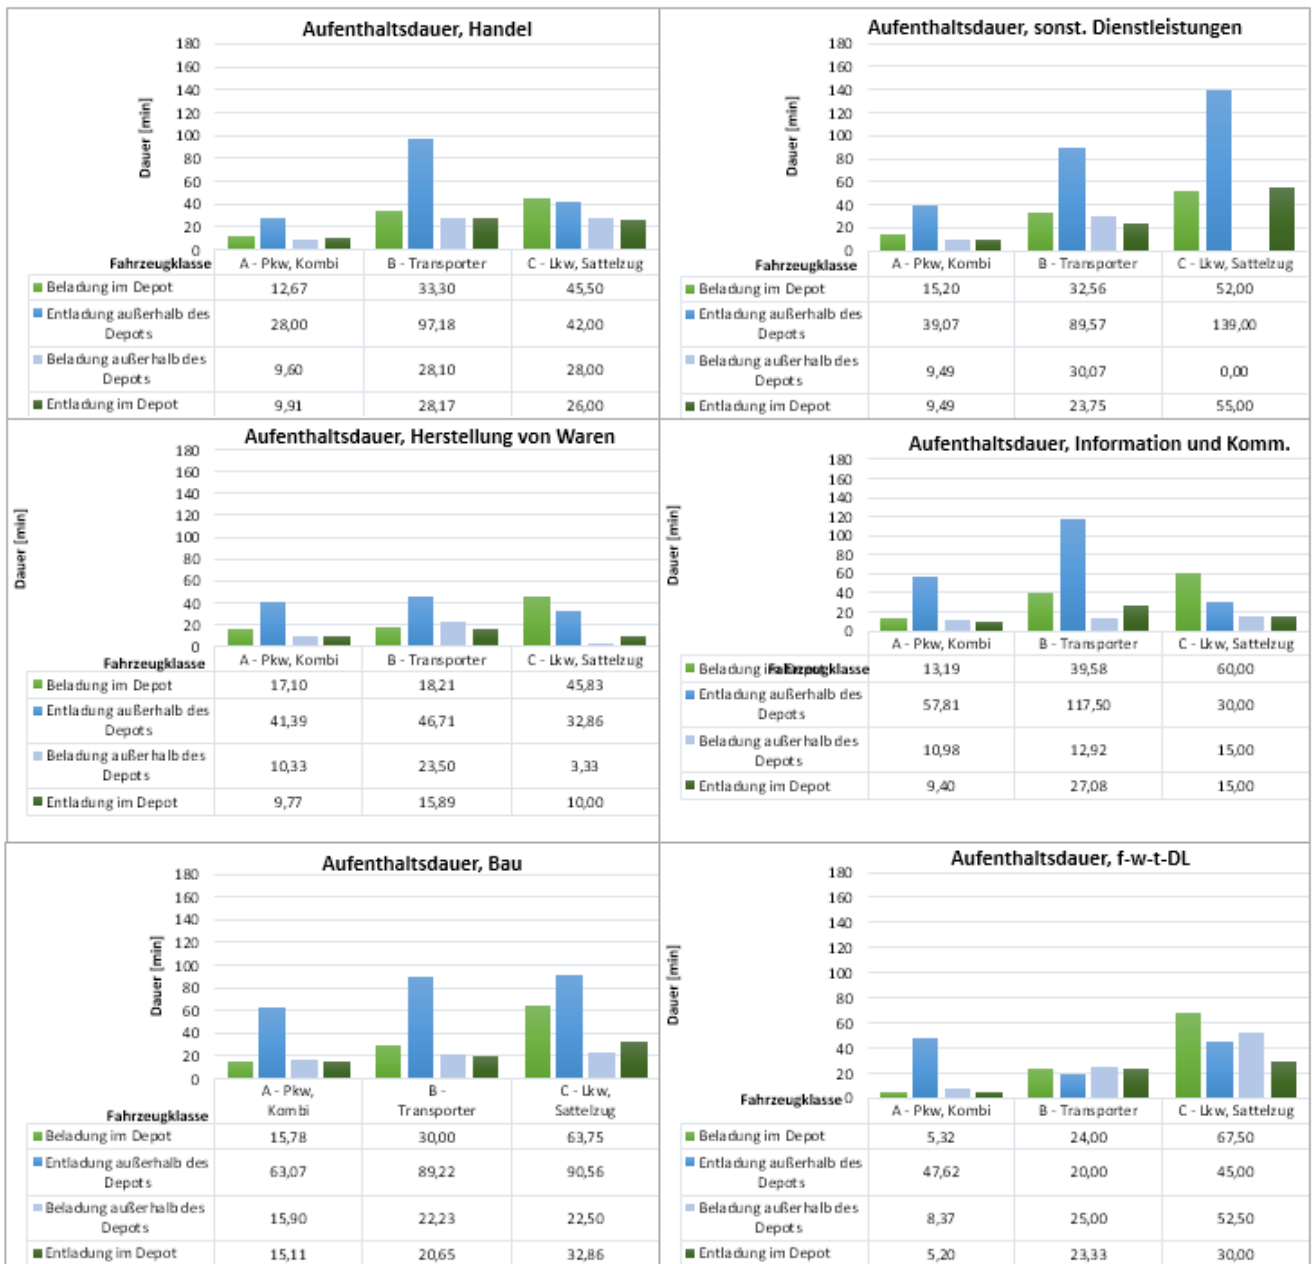 Aufenthaltsdauer, Handel
180
160
140
120
100
80
60
40
20
0
Dauer [min]
Fahrzeugklasse A - Pkw, Kombi B - Transporter C - Lkw, Sattelzug
Beladung im Depot 12,67 33,30 45,50
Entladung außerhalb des
Depots 28,00 97,18 42,00
Beladung außerhalb des
Depots 9,60 28,10 28,00
Entladung im Depot 9,91 28,17 26,00
Aufenthaltsdauer, sonst. Dienstleistungen
180
160
140
120
100
80
60
40
20
0
Dauer [min]
Fahrzeugklasse A - Pkw, Kombi B - Transporter C - Lkw, Sattelzug
Beladung im Depot 15,20 32,56 52,00
Entladung außerhalb des
Depots 39,07 89,57 139,00
Beladung außerhalb des
Depots 9,49 30,07 0,00
Entladung im Depot 9,49 23,75 55,00
Aufenthaltsdauer, Herstellung von Waren
180
160
140
120
100
80
60
40
20
0
Dauer [min]
Fahrzeugklasse A - Pkw, Kombi B - Transporter C - Lkw, Sattelzug
Beladung im Depot 17,10 18,21 45,83
Entladung außerhalb des
Depots 41,39 46,71 32,86
Beladung außerhalb des
Depots 10,33 23,50 3,33
Entladung im Depot 9,77 15,89 10,00
Aufenthaltsdauer, Information und Komm.
180
160
140
120
100
80
60
40
20
0
Dauer [min]
A - Pkw, Kombi B - Transporter C - Lkw, Sattelzug
Beladung im Depot Fahrzeugklasse 13,19 39,58 60,00
Entladung außerhalb des
Depots 57,81 117,50 30,00
Beladung außerhalb des
Depots 10,98 12,92 15,00
Entladung im Depot 9,40 27,08 15,00
Aufenthaltsdauer, Bau
180
160
140
120
100
80
60
40
20
0
Dauer [min]
A - Pkw, B - C - Lkw,
Fahrzeugklasse Kombi Transporter Sattelzug
Beladung im Depot 15,78 30,00 63,75
Entladung außerhalb des
Depots 63,07 89,22 90,56
Beladung außerhalb des
Depots 15,90 22,23 22,50
Entladung im Depot 15,11 20,65 32,86
Aufenthaltsdauer, f-w-t-DL
180
160
140
120
100
80
60
40
20
0
Dauer [min]
Fahrzeugklasse A - Pkw, Kombi B - Transporter C - Lkw, Sattelzug
Beladung im Depot 5,32 24,00 67,50
Entladung außerhalb des
Depots 47,62 20,00 45,00
Beladung außerhalb des
Depots 8,37 25,00 52,50
Entladung im Depot 5,20 23,33 30,00